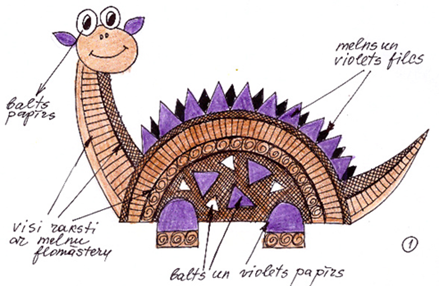 melns un
violets filcs
balts
papīrs
visi raksti
ar melnu
flomāsteru
balts un violets papīrs
1